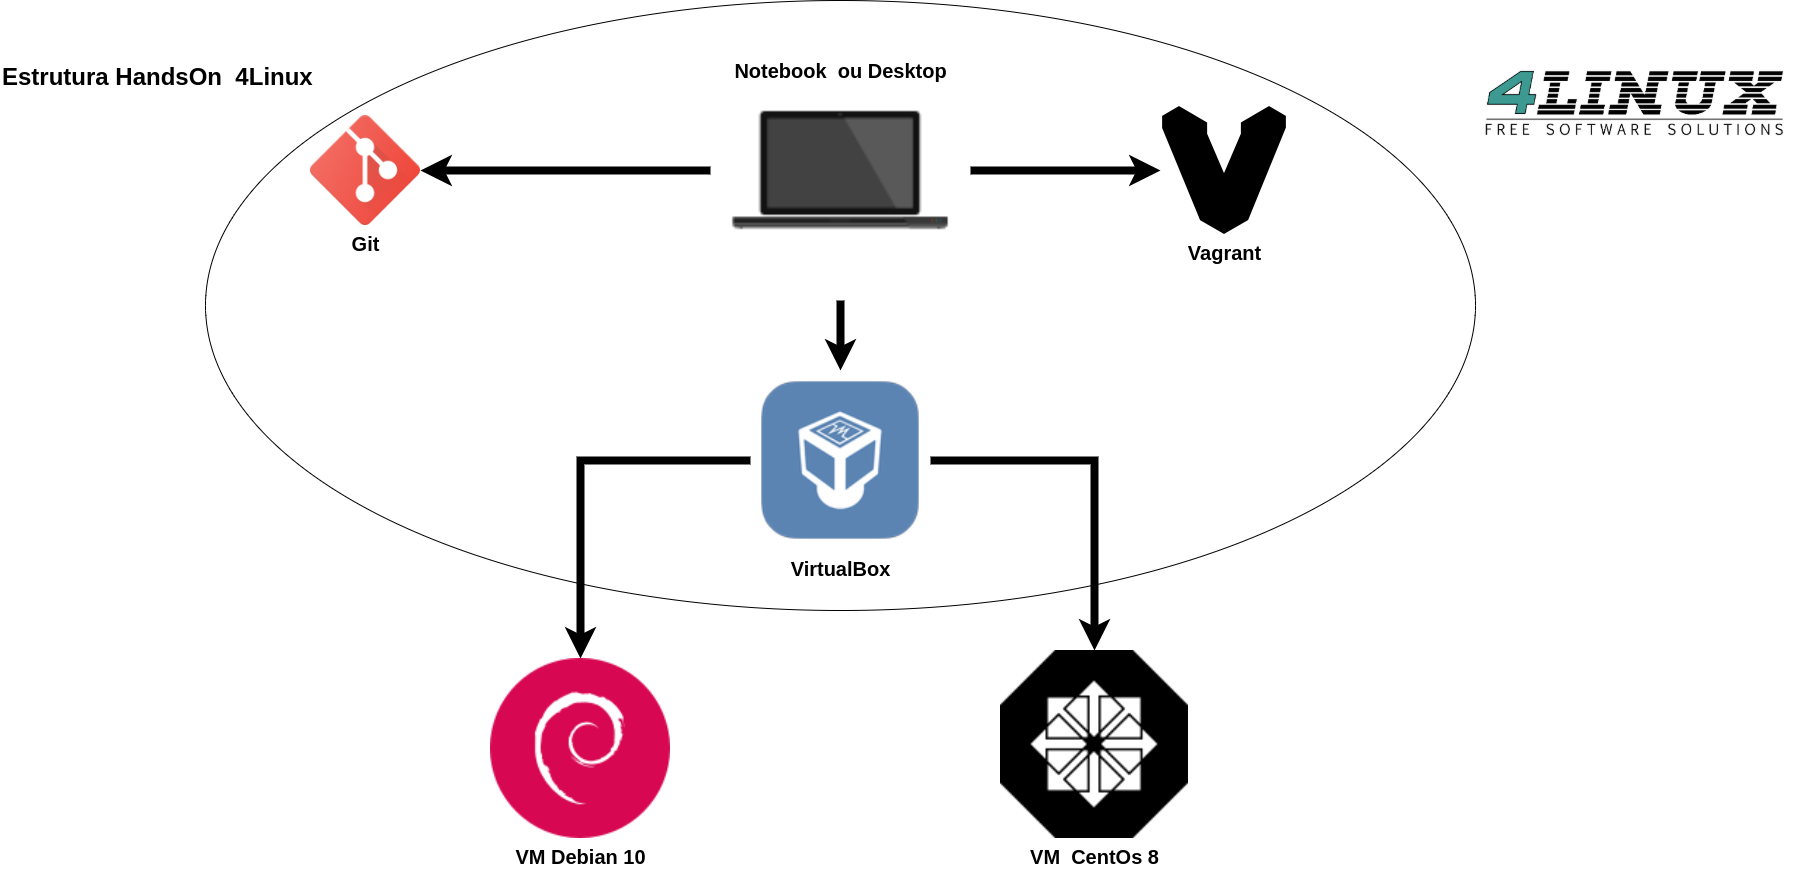 Notebook  ou Desktop
Estrutura HandsOn  4Linux
4LINUX
FREE SOFTWARE SOLUTIONS
Git
Vagrant
VirtualBox
VM Debian 10
VM  CentOs 8